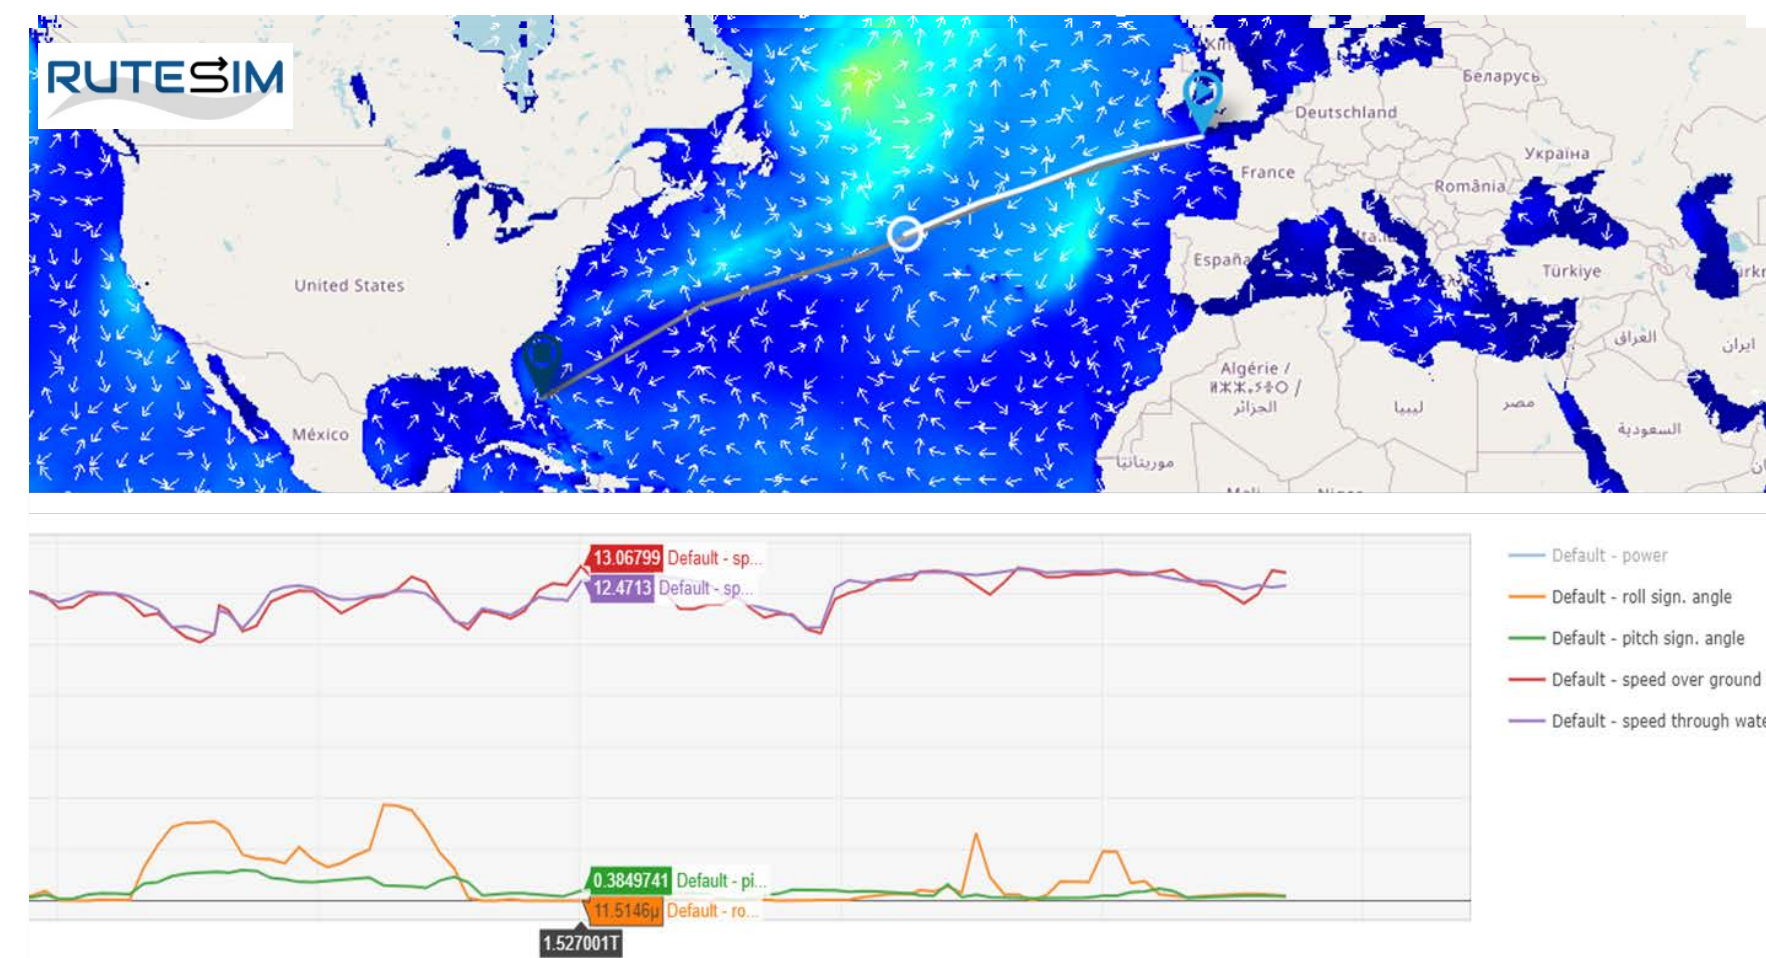 RUTESIM
Беларусь
Deutschland
Україна
France
România
España
Türkiye
United States
العراق
ایران
Algérie /
ⵍⵣⵣⴰⵢⴻⵔ /
الجزائر
ليبيا
مصر
السعودية
México
موريتانيا
13.06799 Default - sp...
12.4713 Default - sp...
0.3849741 Default - pi...
11.5146µ Default - ro...
1.527001T
Default - power
Default - roll sign. angle
Default - pitch sign. angle
Default - speed over ground
Default - speed through wate